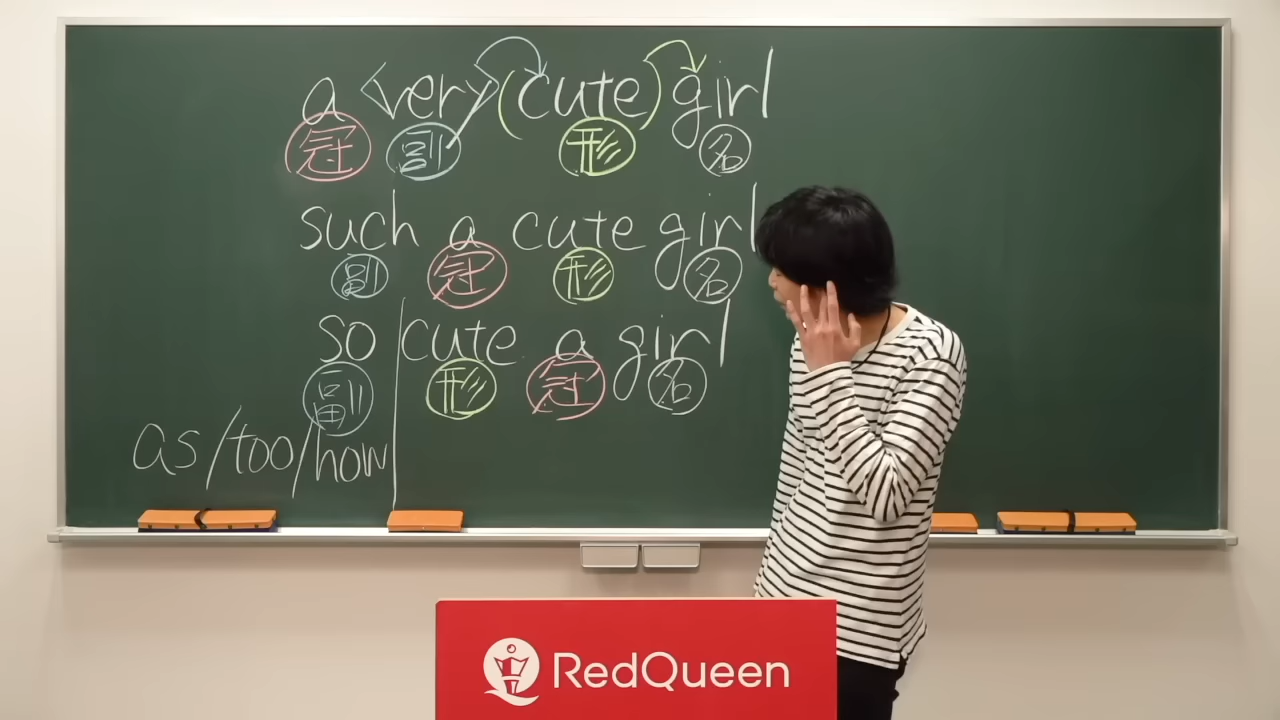 a <very> (cute) girl
冠 副 形 名
such a cute girl
副 冠 形 名
so cute a girl
副 形 冠 名
as/too/how
RedQueen